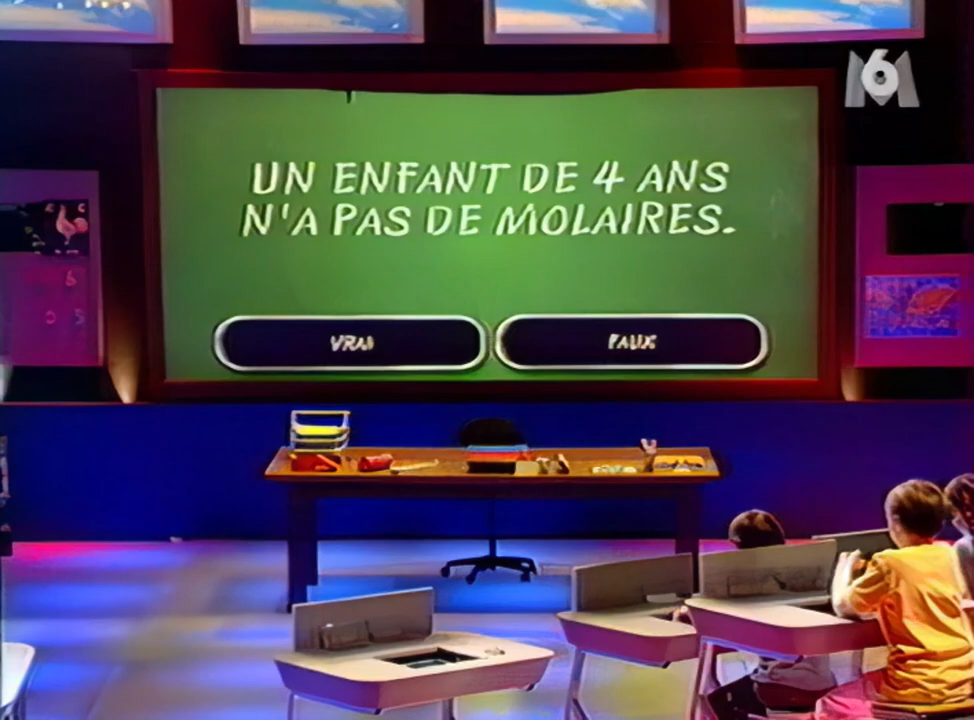 M6
UN ENFANT DE 4 ANS
N'A PAS DE MOLAIRES.
VRAI
FAUX